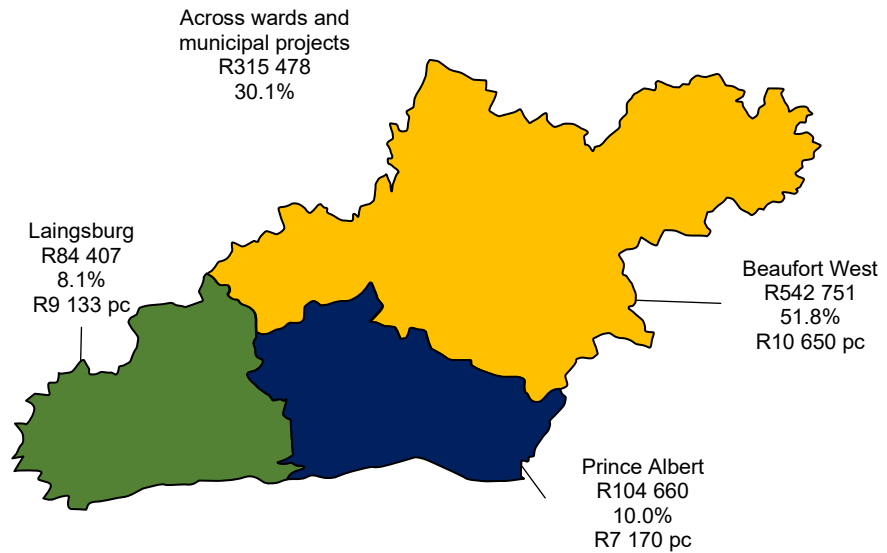 Across wards and
municipal projects
R315 478
30.1%
Laingsburg
R84 407
8.1%
R9 133 pc
Beaufort West
R542 751
51.8%
R10 650 pc
Prince Albert
R104 660
10.0%
R7 170 pc